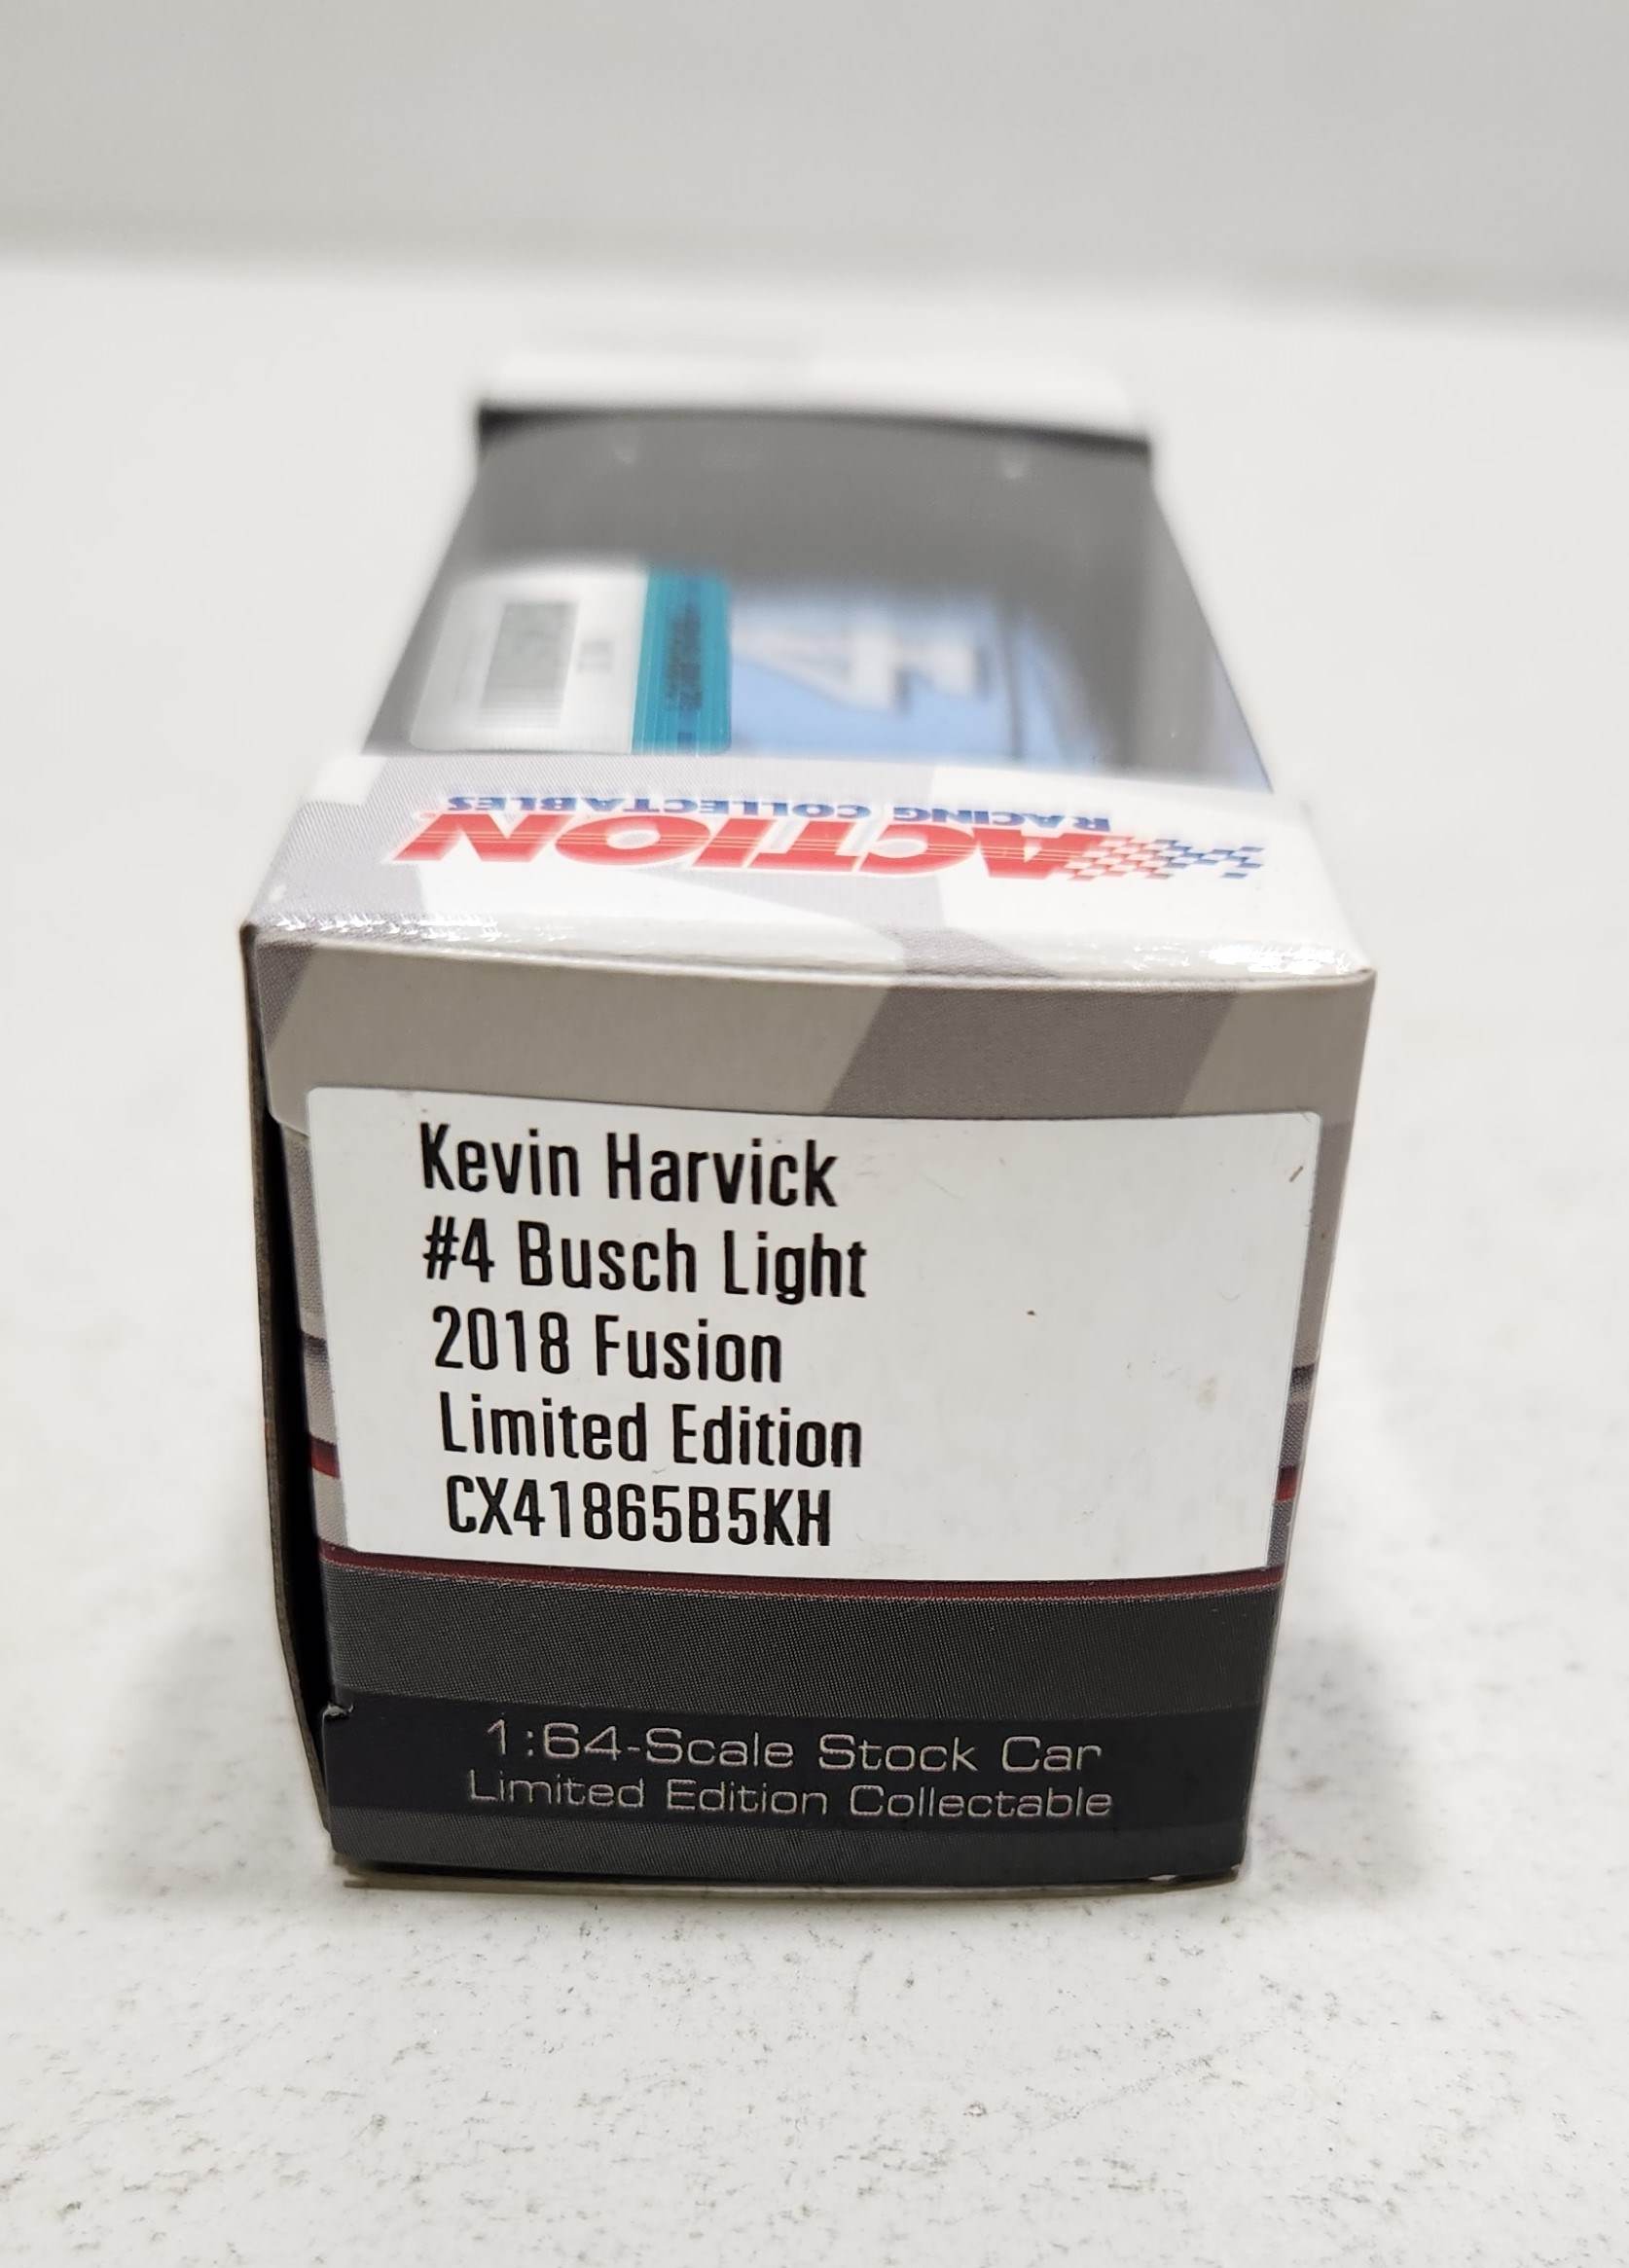 ACTION
RACING COLLECTABLES
Kevin Harvick
#4 Busch Light
2018 Fusion
Limited Edition
CX41865B5KH
1:64-Scale Stock Car
Limited Edition Collectable
4